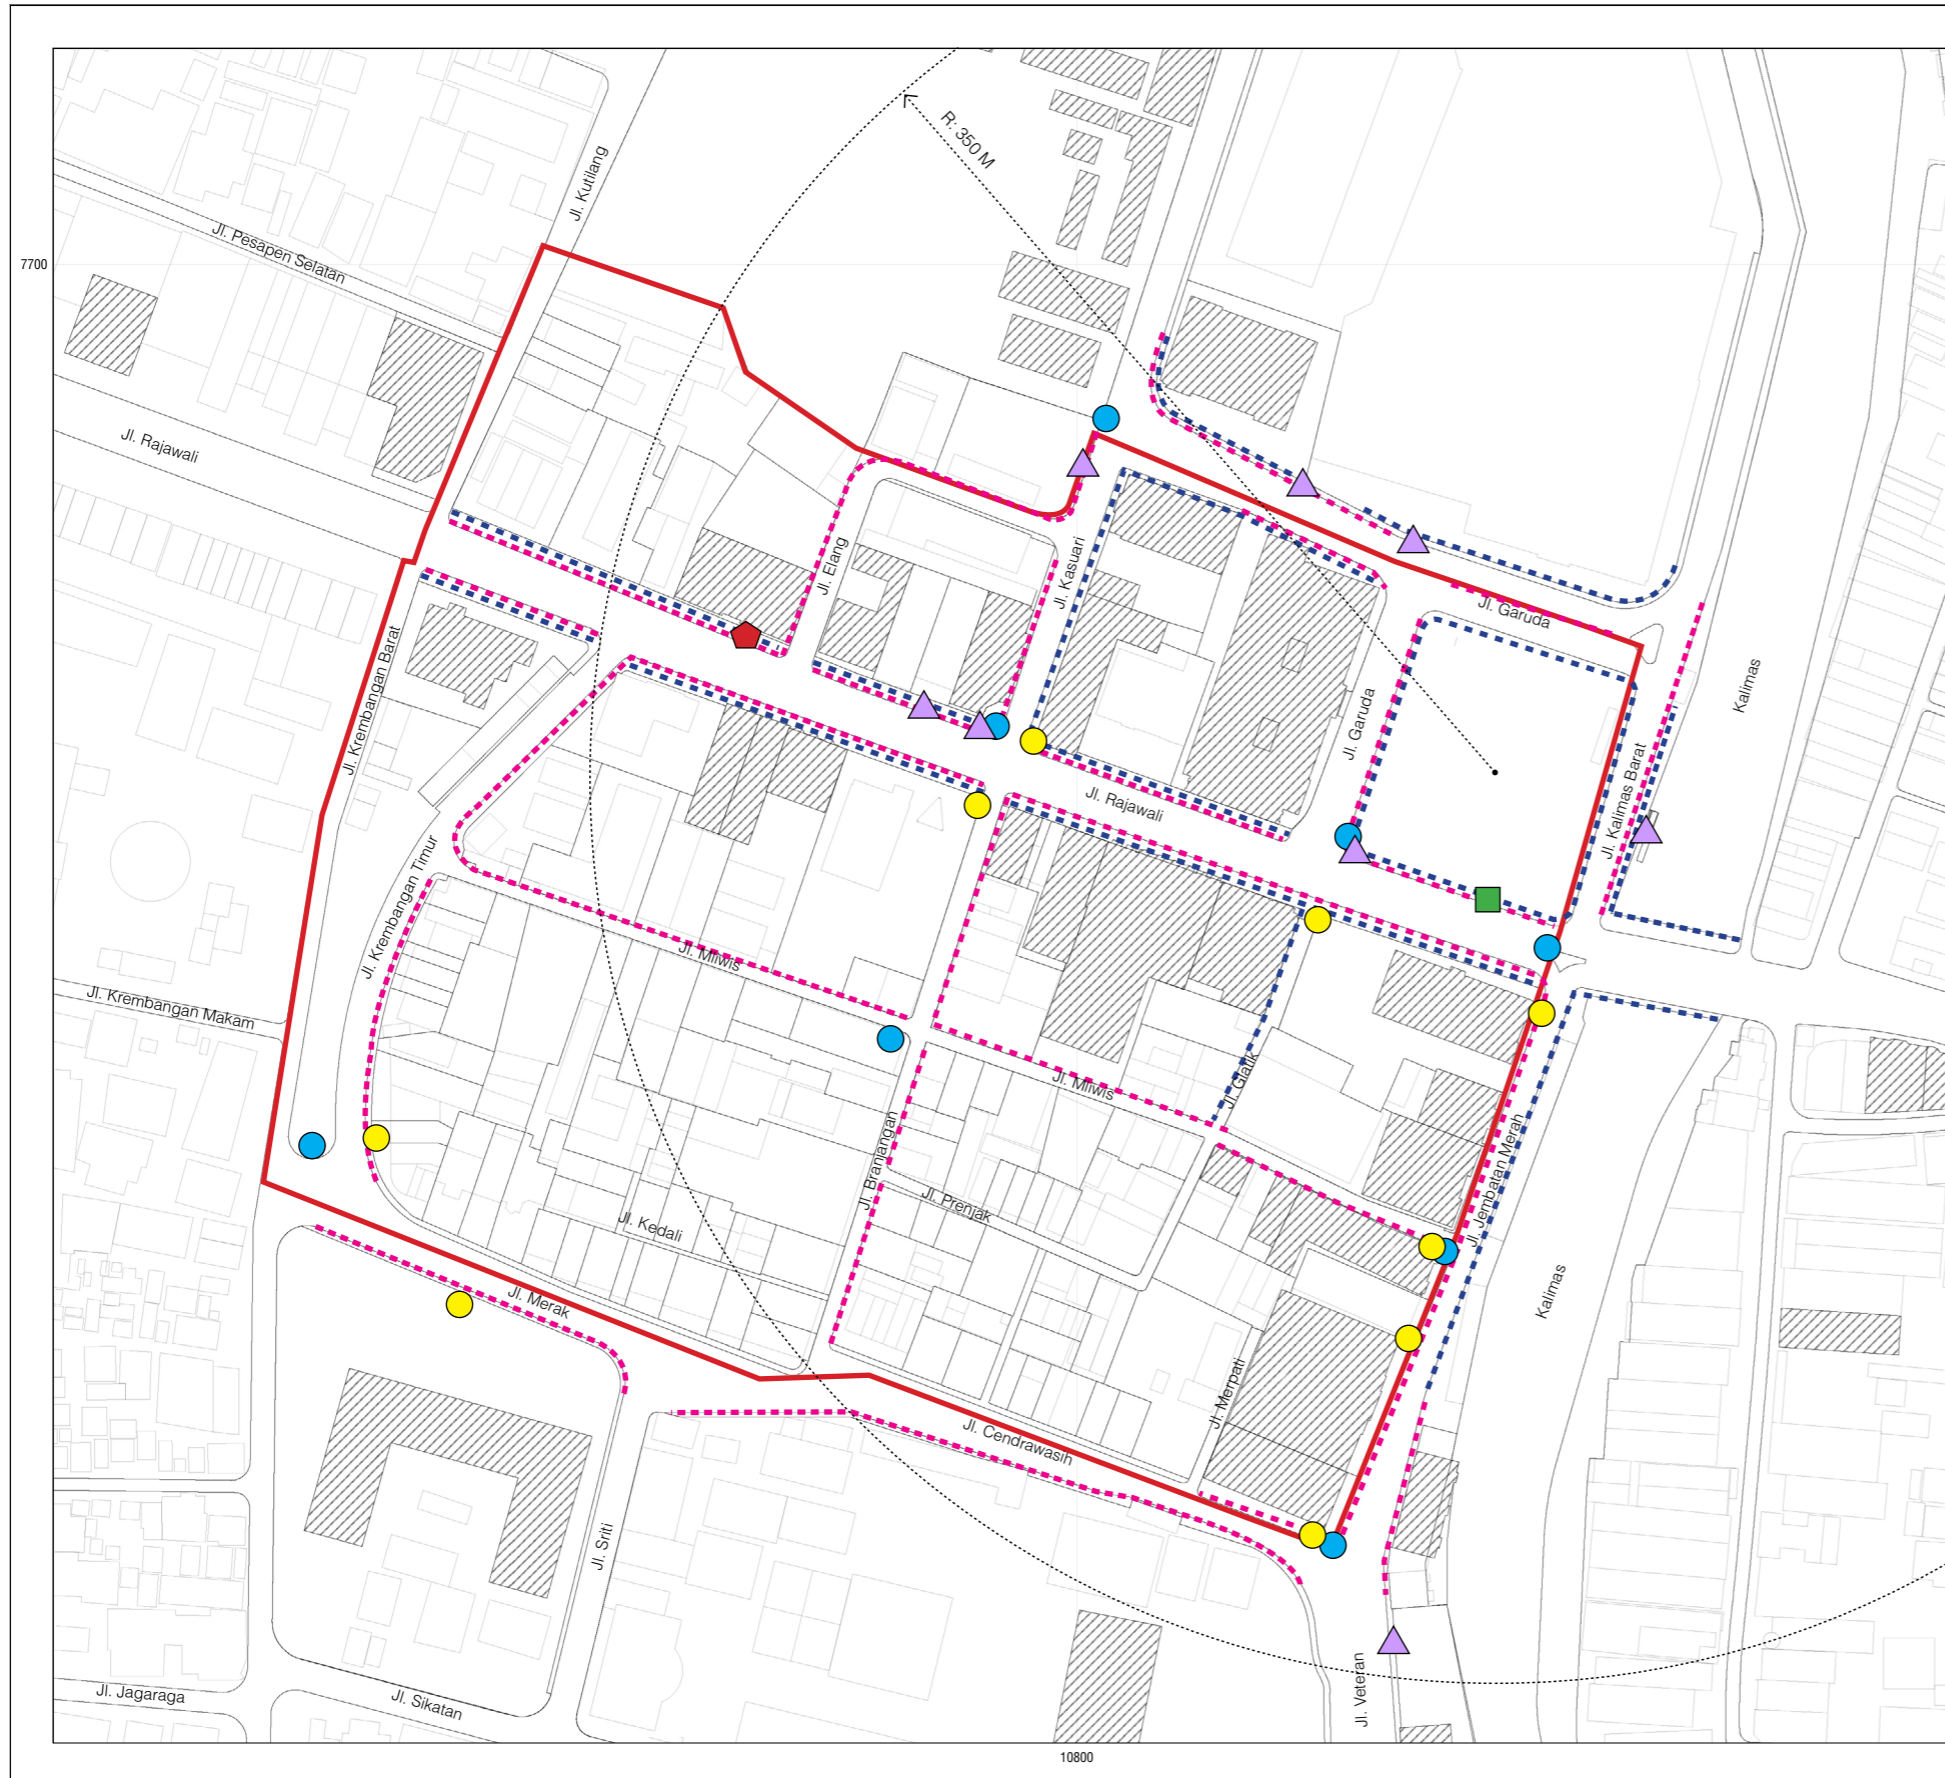 R: 350 M
Jl. Kutilang
Jl. Pesapen Selatan
7700
Jl. Rajawali
Jl. Elang
Jl. Kasuari
Jl. Garuda
Jl. Krembangan Barat
Kalimas
Jl. Garuda
Jl. Rajawali
Jl. Kalimas Barat
Jl. Krembangan Timur
Jl. Mliwis
Jl. Krembangan Makam
Jl. Mliwis
Jl. Glatik
Jl. Branjangan
Jl. Jembatan Merah
Jl. Prenjak
Jl. Kedali
Kalimas
Jl. Merak
Jl. Merpati
Jl. Cendrawasih
Jl. Sriti
Jl. Veteran
Jl. Jagaraga
Jl. Sikatan
10800